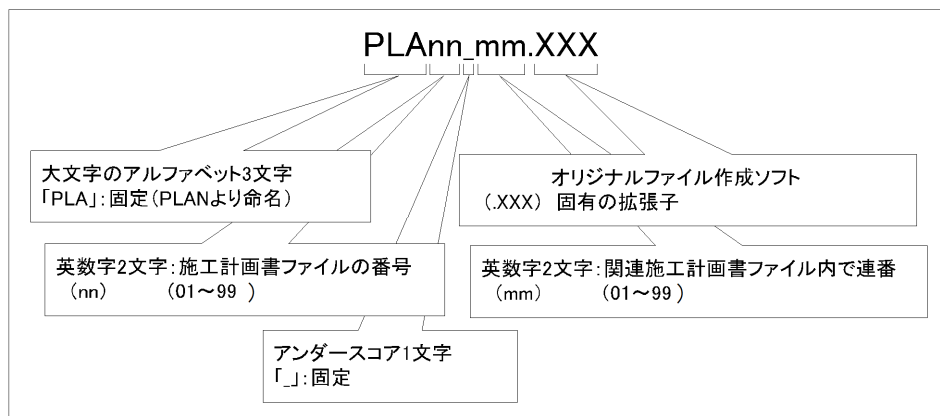 PLAnn_mm.XXX
大文字のアルファベット3文字
「PLA」:固定(PLANより命名)
オリジナルファイル作成ソフト
(.XXX) 固有の拡張子
英数字2文字:施工計画書ファイルの番号
(nn) (01～99 )
英数字2文字:関連施工計画書ファイル内で連番
(mm) (01～99 )
アンダースコア1文字
「_」:固定